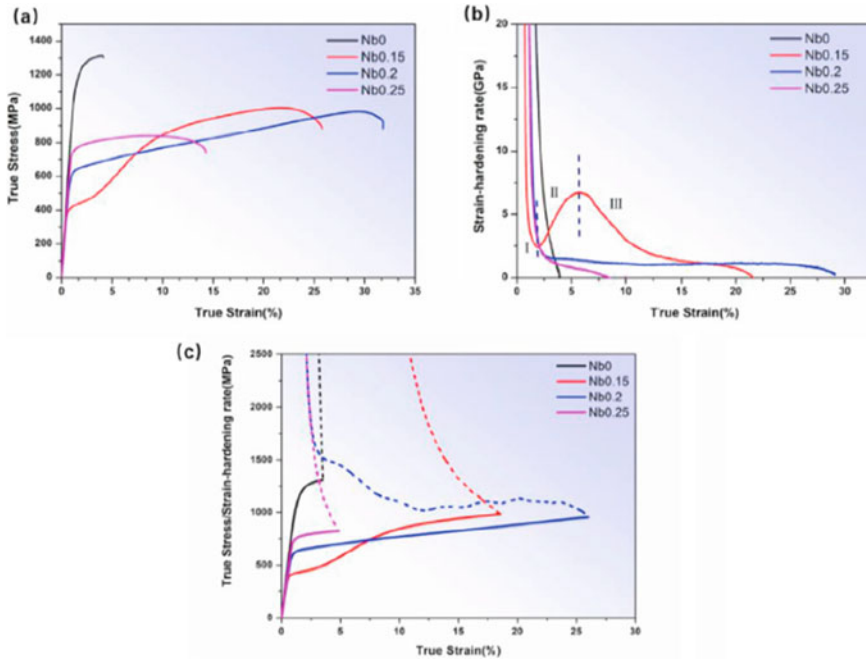 (a)
True Stress(MPa)
1400
1200
1000
800
600
400
200
0
0 5 10 15 20 25 30 35
True Strain(%)
Nb0
Nb0.15
Nb0.2
Nb0.25
(b)
Strain-hardening rate(GPa)
20
15
10
5
0
0 5 10 15 20 25 30
True Strain(%)
Nb0
Nb0.15
Nb0.2
Nb0.25
I
II
III
(c)
True Stress/Strain-hardening rate(MPa)
2500
2000
1500
1000
500
0
0 5 10 15 20 25 30
True Strain(%)
Nb0
Nb0.15
Nb0.2
Nb0.25